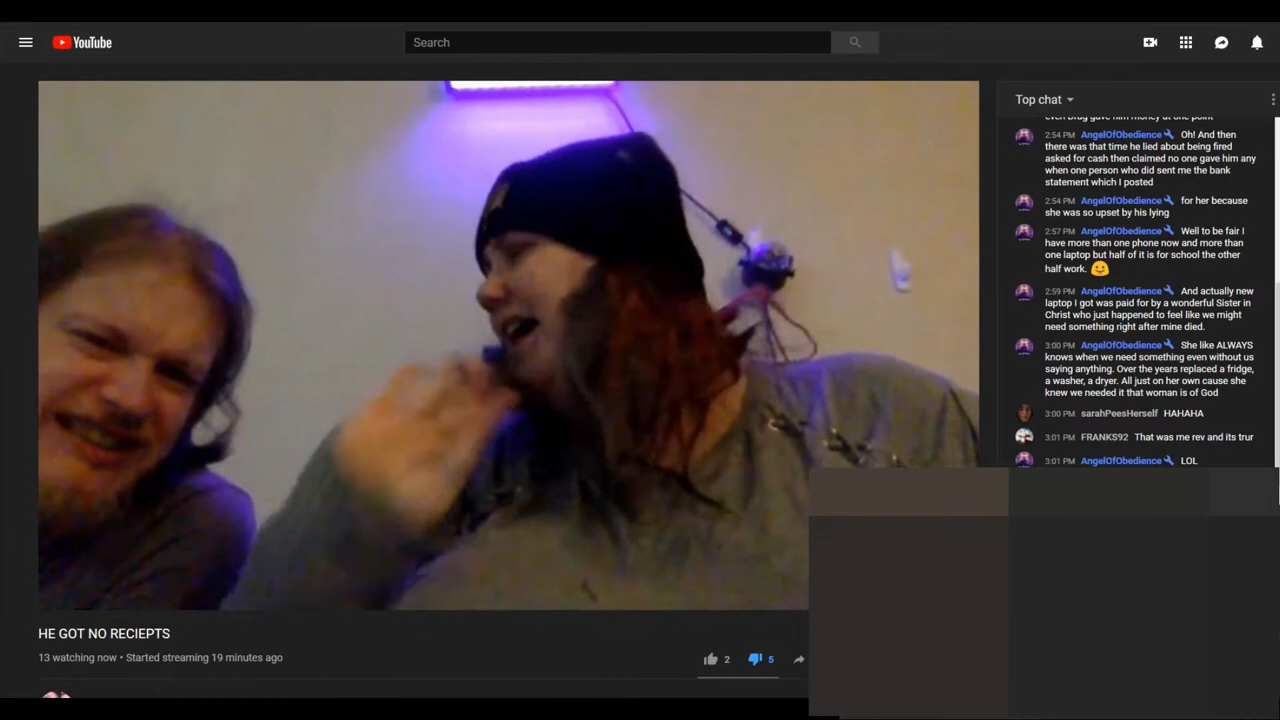 YouTube
Search
Top chat
2:54 PM AngelOfObedience Oh! And then
there was that time he lied about being fired
asked for cash then claimed no one gave him any
when one person who did sent me the bank
statement which I posted
2:54 PM AngelOfObedience for her because
she was so upset by his lying
2:57 PM AngelOfObedience Well to be fair I
have more than one phone now and more than
one laptop but half of it is for school the other
half work.
2:59 PM AngelOfObedience And actually new
laptop I got was paid for by a wonderful Sister in
Christ who just happened to feel like we might
need something right after mine died.
3:00 PM AngelOfObedience She like ALWAYS
knows when we need something even without us
saying anything. Over the years replaced a fridge,
a washer, a dryer. All just on her own cause she
knew we needed it that woman is of God
3:00 PM sarahPeesHerself HAHAHA
3:01 PM FRANKS92 That was me rev and its trur
3:01 PM AngelOfObedience LOL
HE GOT NO RECIEPTS
13 watching now • Started streaming 19 minutes ago
2
5